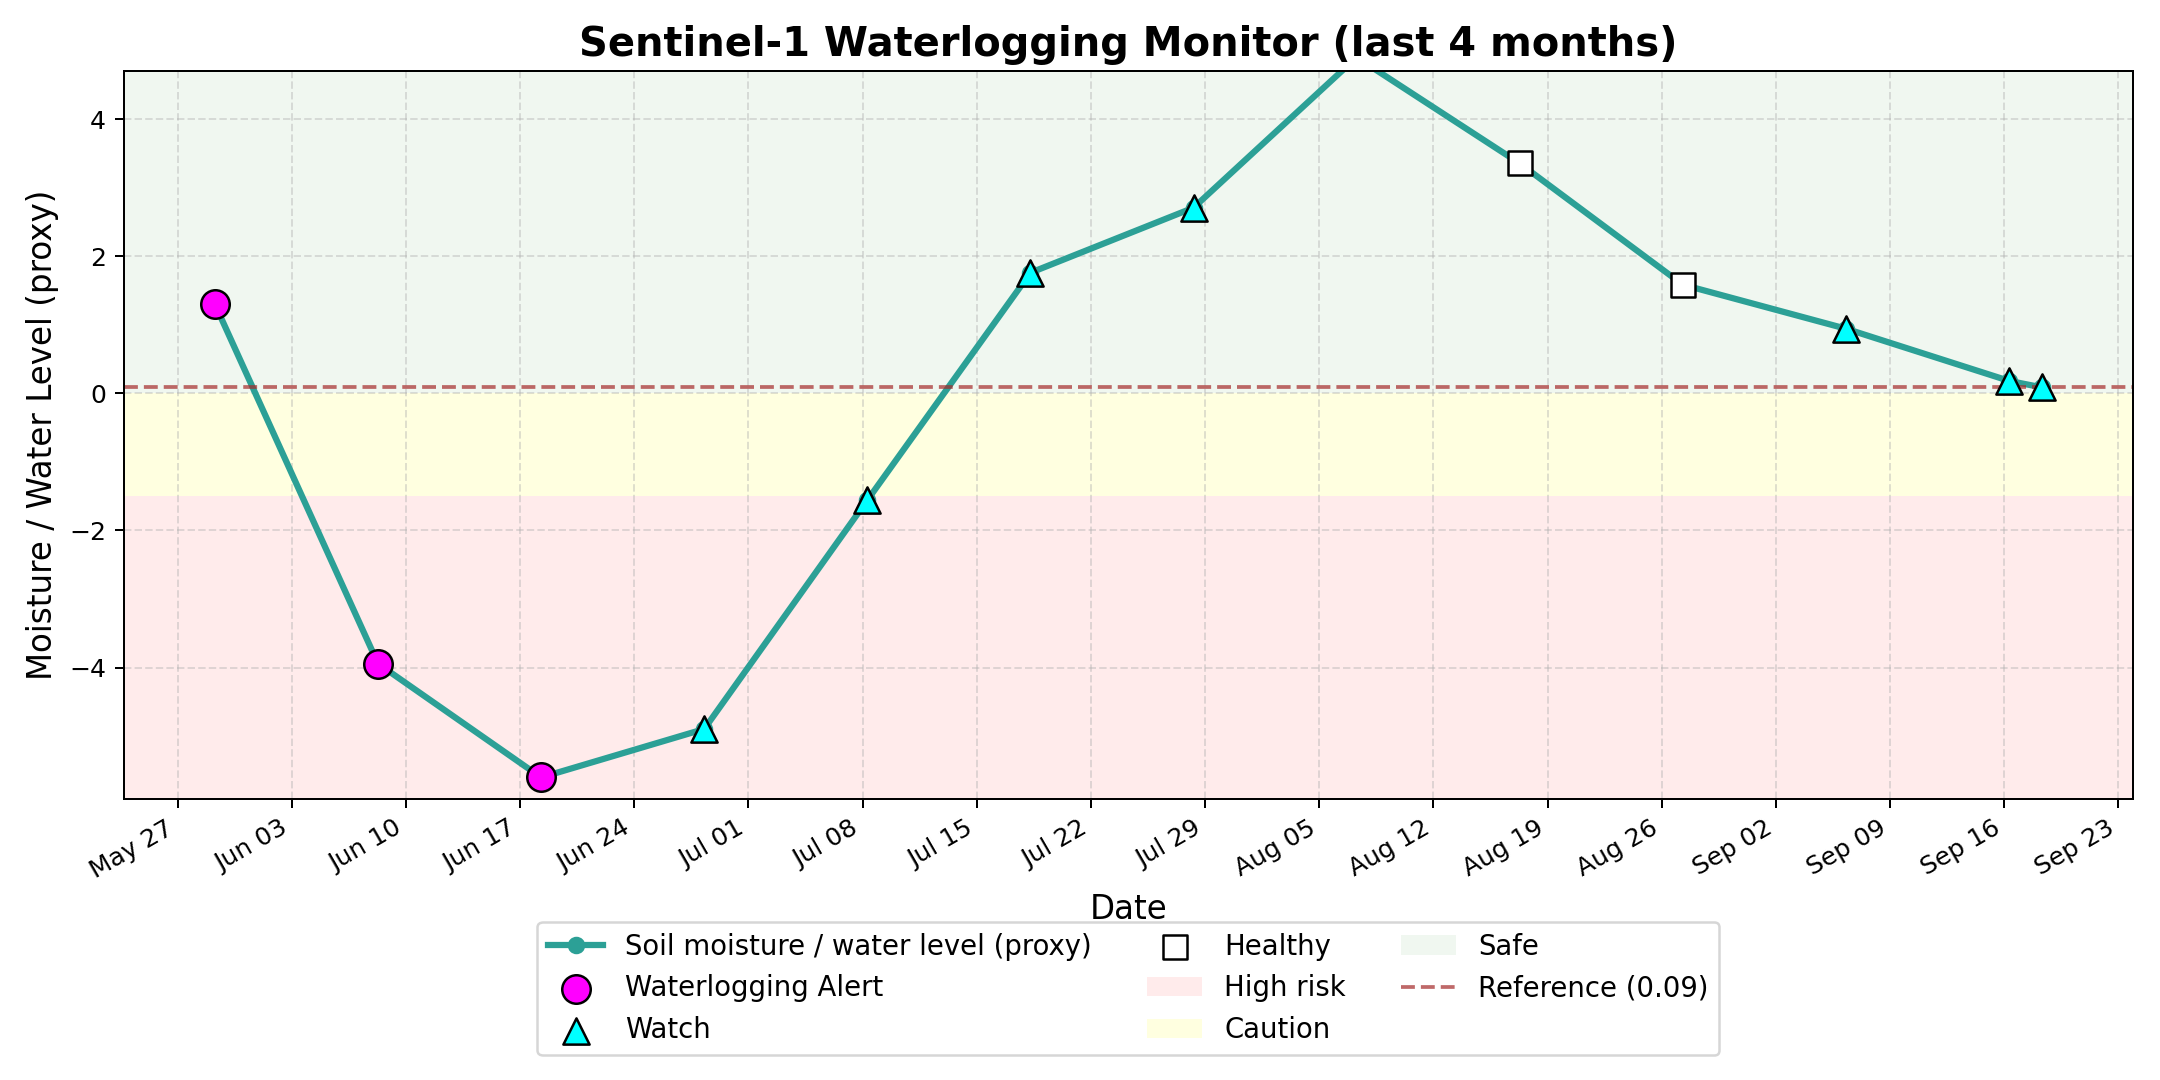 Sentinel-1 Waterlogging Monitor (last 4 months)
Moisture / Water Level (proxy)
4
2
0
−2
−4
May 27
Jun 03
Jun 10
Jun 17
Jun 24
Jul 01
Jul 08
Jul 15
Jul 22
Jul 29
Aug 05
Aug 12
Aug 19
Aug 26
Sep 02
Sep 09
Sep 16
Sep 23
Date
Soil moisture / water level (proxy)
Waterlogging Alert
Watch
Healthy
High risk
Caution
Safe
Reference (0.09)